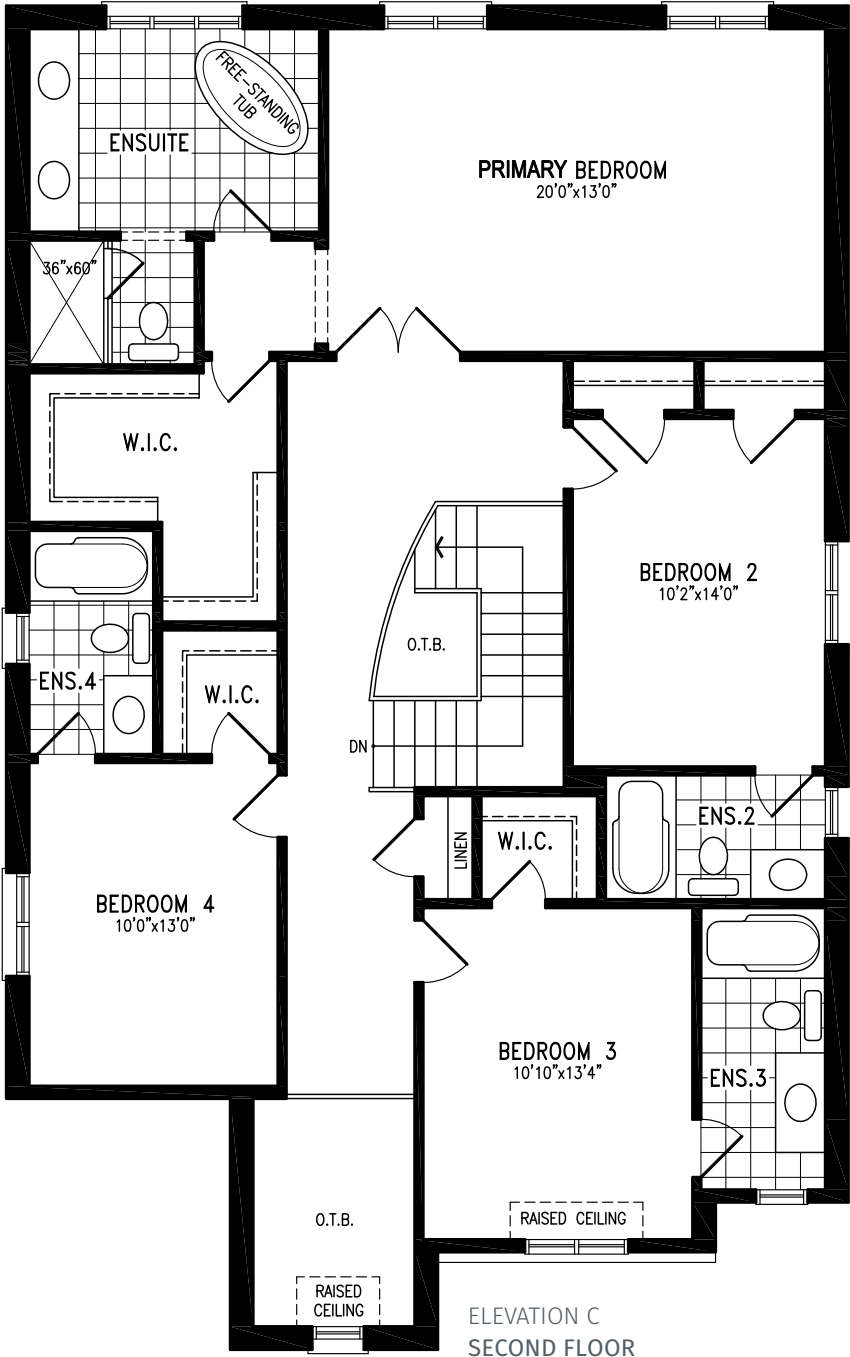 FREE-STANDING
TUB
ENSUITE
PRIMARY BEDROOM
20'0"x13'0"
36"x60"
W.I.C.
BEDROOM 2
10'2"x14'0"
O.T.B.
ENS.4
W.I.C.
DN
ENS.2
LINEN
W.I.C.
BEDROOM 4
10'0"x13'0"
BEDROOM 3
10'10"x13'4"
ENS.3
O.T.B.
RAISED CEILING
RAISED
CEILING
ELEVATION C
SECOND FLOOR